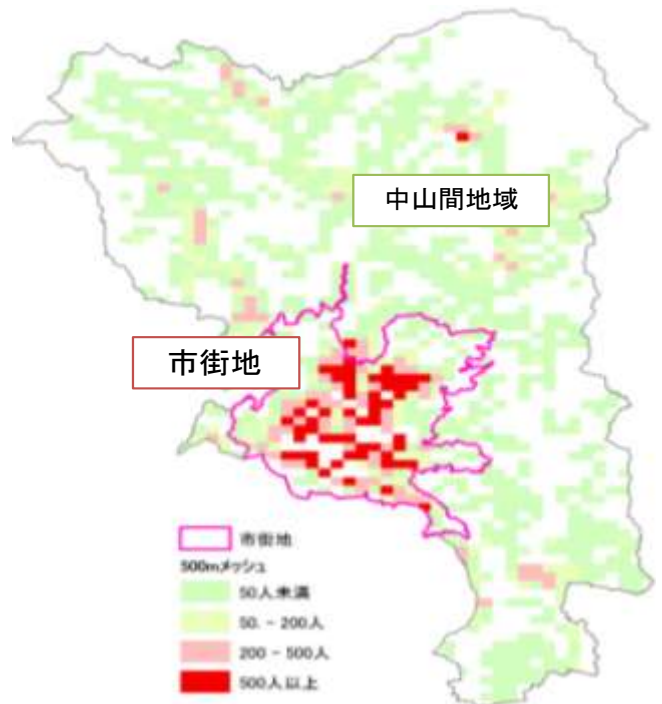 中山間地域
市街地
市街地
500mメッシュ
50人未満
50. - 200人
200 - 500人
500人以上